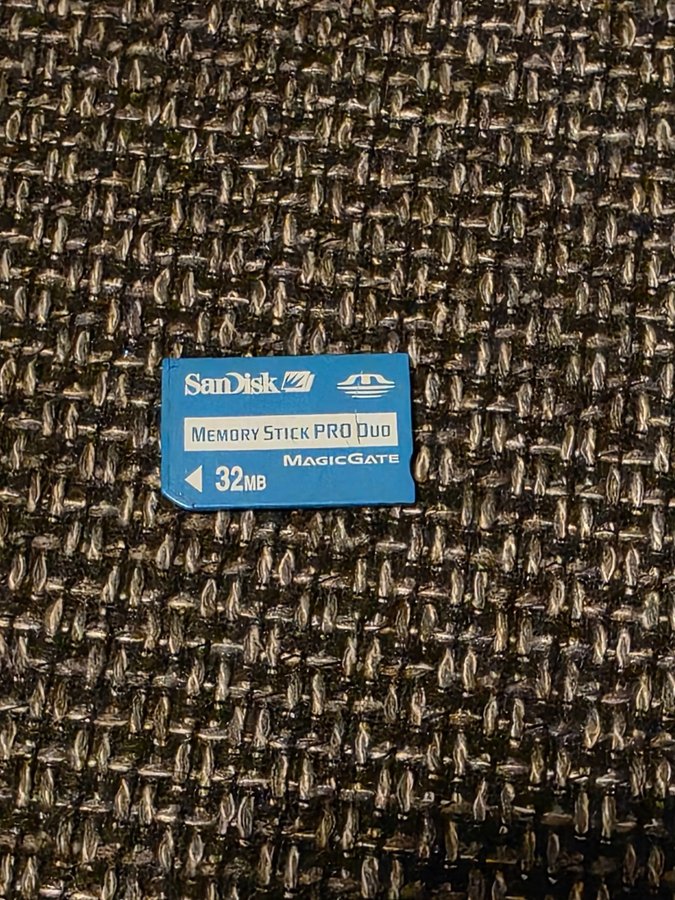 SanDisk
MEMORY STICK PRO DUO
MAGICGATE
32MB